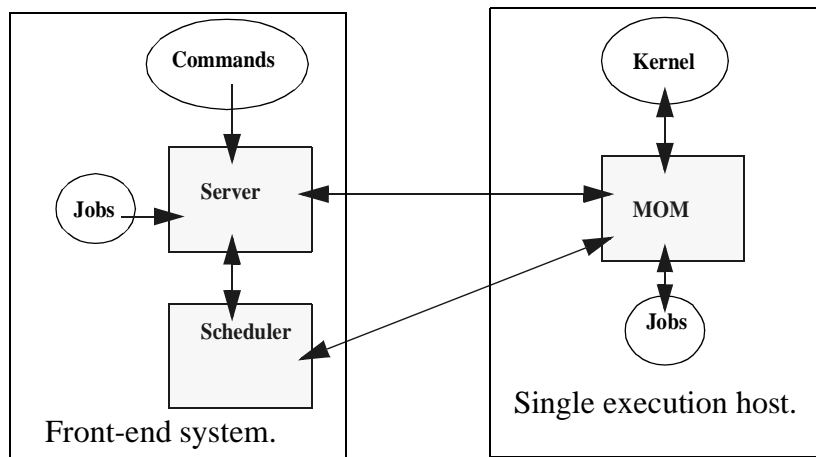 Commands
Server
Jobs
Scheduler
Front-end system.
Kernel
MOM
Jobs
Single execution host.